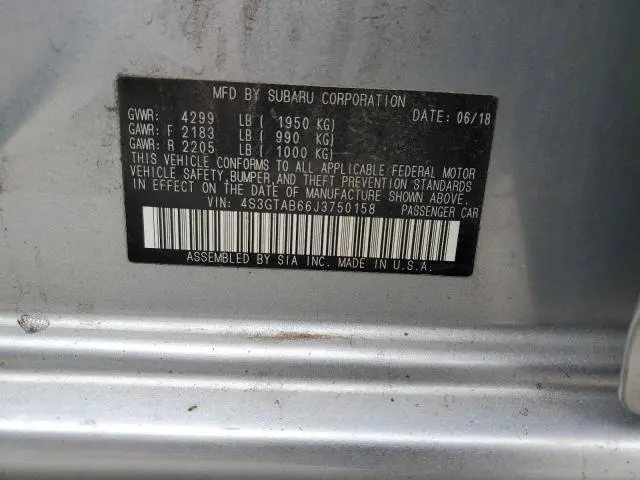 MFD BY SUBARU CORPORATION
GVWR: 4299 LB ( 1950 KG) DATE: 06/18
GAWR: F 2183 LB ( 990 KG)
GAWR: R 2205 LB ( 1000 KG)
THIS VEHICLE CONFORMS TO ALL APPLICABLE FEDERAL MOTOR
VEHICLE SAFETY, BUMPER, AND THEFT PREVENTION STANDARDS
IN EFFECT ON THE DATE OF MANUFACTURE SHOWN ABOVE.
VIN: 4S3GTAB66J3750158 PASSENGER CAR
ASSEMBLED BY SIA INC. MADE IN U.S.A.